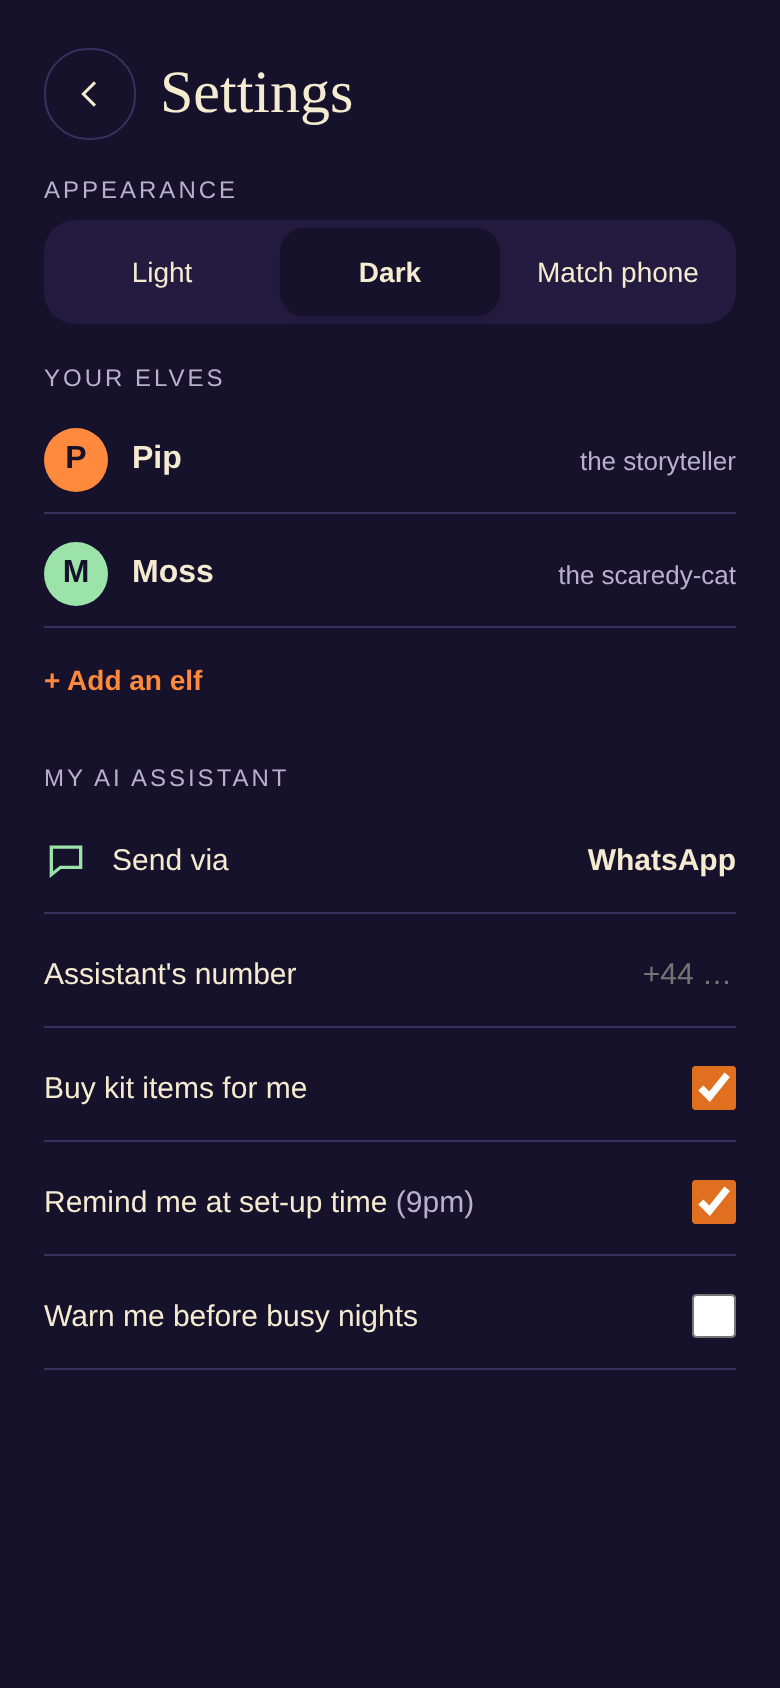 Settings
APPEARANCE
Light Dark Match phone
YOUR ELVES
P Pip the storyteller
M Moss the scaredy-cat
+ Add an elf
MY AI ASSISTANT
Send via WhatsApp
Assistant's number +44 …
Buy kit items for me
Remind me at set-up time (9pm)
Warn me before busy nights